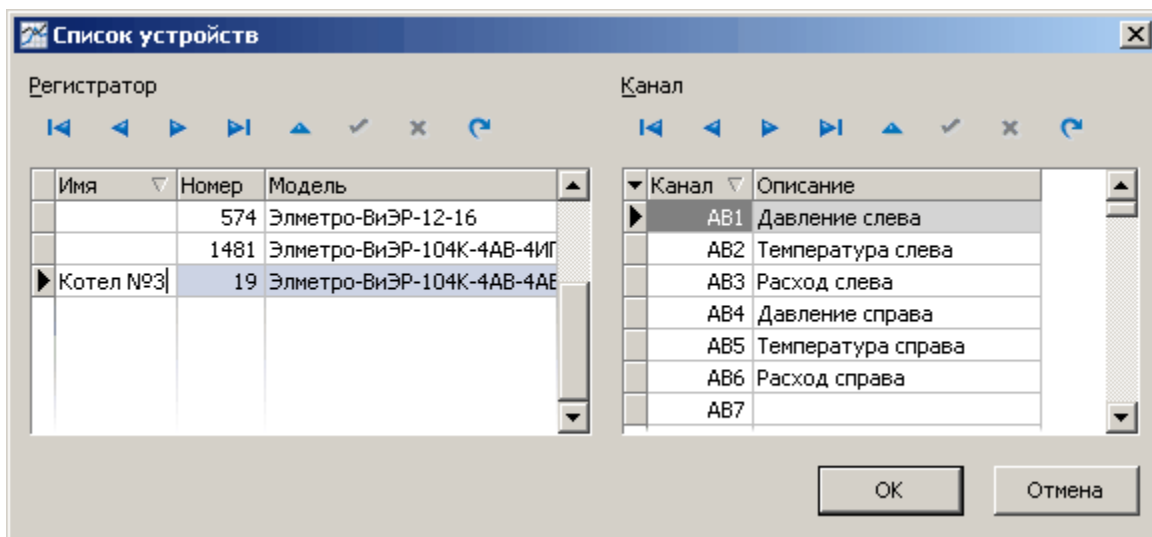 Список устройств
Регистратор
Имя Номер Модель
574 Элметро-ВиЭР-12-16
1481 Элметро-ВиЭР-104К-4АВ-4ИП
Котел №3 19 Элметро-ВиЭР-104К-4АВ-4АВ
Канал
Канал Описание
АВ1 Давление слева
АВ2 Температура слева
АВ3 Расход слева
АВ4 Давление справа
АВ5 Температура справа
АВ6 Расход справа
АВ7
OK Отмена